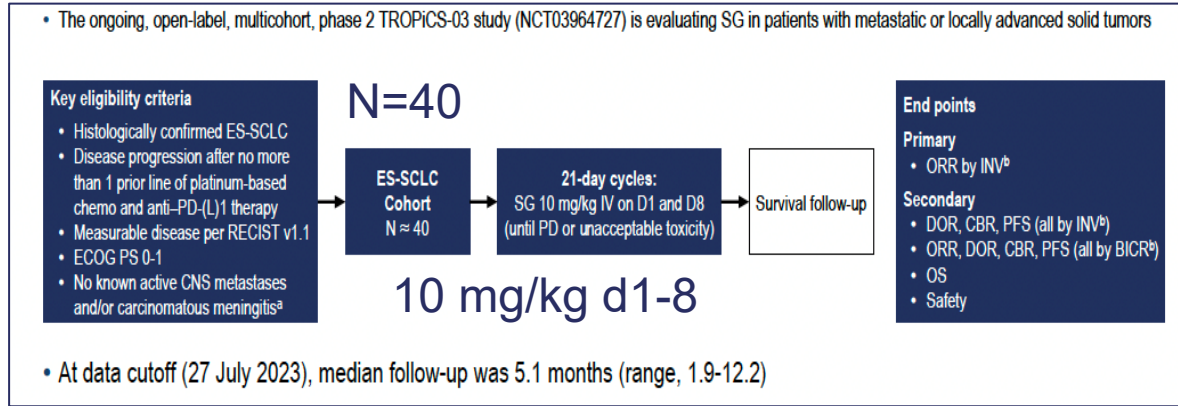 • The ongoing, open-label, multicohort, phase 2 TROPiCS-03 study (NCT03964727) is evaluating SG in patients with metastatic or locally advanced solid tumors
Key eligibility criteria
• Histologically confirmed ES-SCLC
• Disease progression after no more
than 1 prior line of platinum-based
chemo and anti–PD-(L)1 therapy
• Measurable disease per RECIST v1.1
• ECOG PS 0-1
• No known active CNS metastases
and/or carcinomatous meningitisᵃ
N=40
ES-SCLC
Cohort
N ≈ 40
21-day cycles:
SG 10 mg/kg IV on D1 and D8
(until PD or unacceptable toxicity)
10 mg/kg d1-8
Survival follow-up
End points
Primary
• ORR by INVᵇ
Secondary
• DOR, CBR, PFS (all by INVᵇ)
• ORR, DOR, CBR, PFS (all by BICRᵇ)
• OS
• Safety
• At data cutoff (27 July 2023), median follow-up was 5.1 months (range, 1.9-12.2)